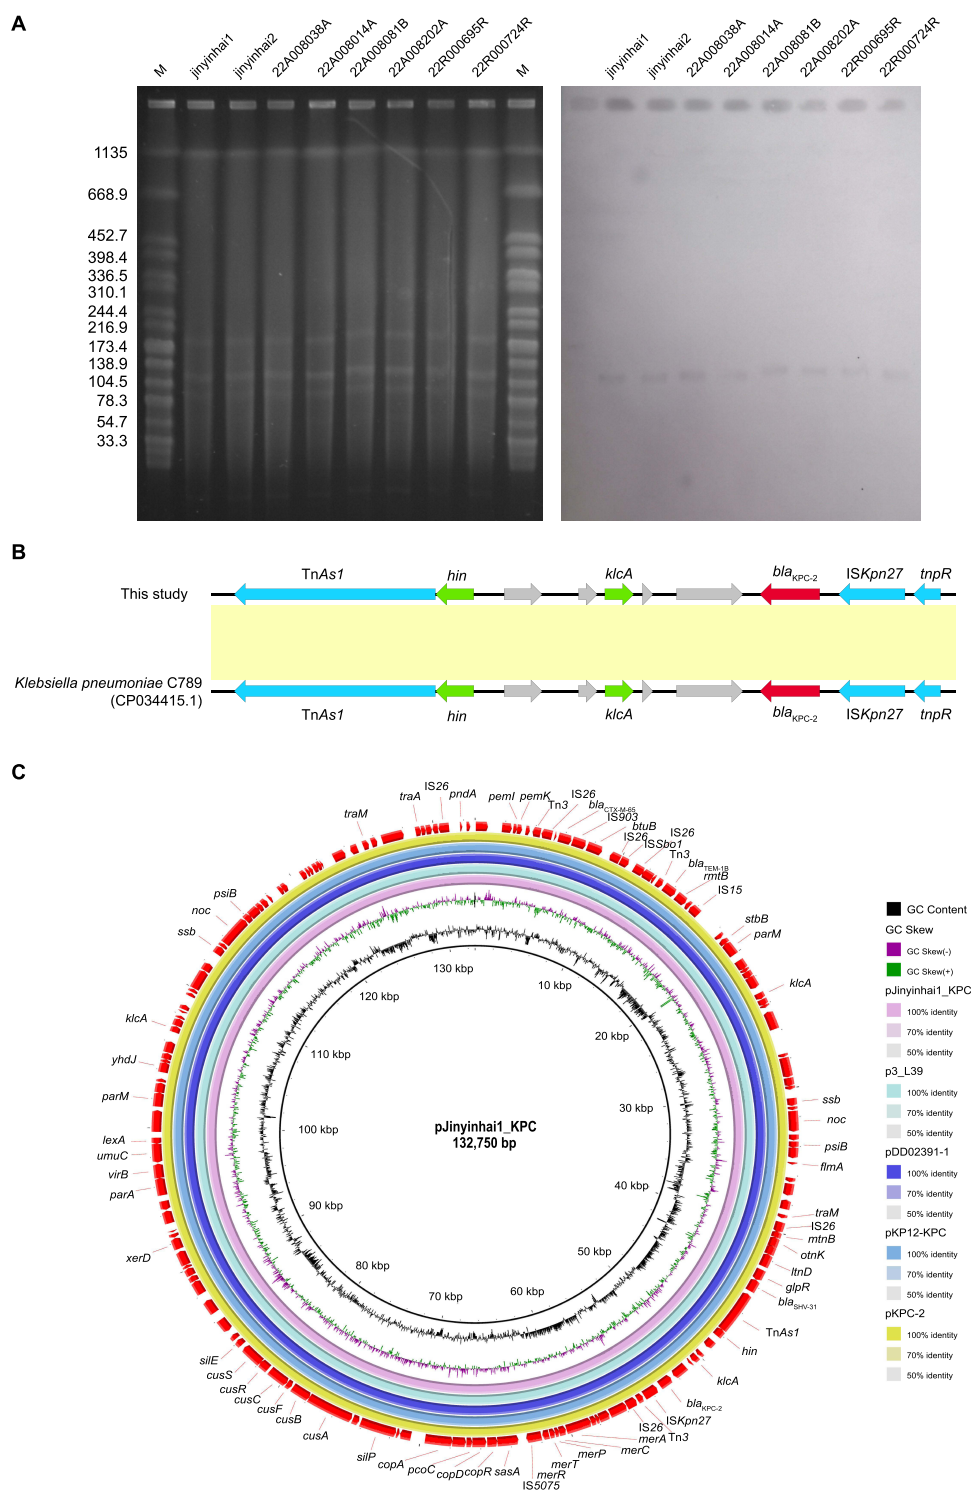 A
M jinyinhai1 jinyinhai2 22A008038A 22A008014A 22A008081B 22A008202A 22R000695R 22R000724R M
jinyinhai1 jinyinhai2 22A008038A 22A008014A 22A008081B 22A008202A 22R000695R 22R000724R
1135
668.9
452.7
398.4
336.5
310.1
244.4
216.9
173.4
138.9
104.5
78.3
54.7
33.3
B
TnAs1 hin klcA blaKPC-2 ISKpn27 tnpR
This study
Klebsiella pneumoniae C789
(CP034415.1)
TnAs1 hin klcA blaKPC-2 ISKpn27 tnpR
C
pndA
pemI
pemK
Tn3
IS26
blaCTX-M-65
IS903
btuB
IS26
ISSbo1
IS26
Tn3
blaTEM-1B
rmtB
IS15
stbB
parM
klcA
ssb
noc
psiB
flmA
traM
IS26
mtnB
otnK
ltnD
glpR
blaSHV-31
TnAs1
hin
klcA
blaKPC-2
ISKpn27
Tn3
IS26
merA
merC
merP
merT
merR
IS5075
sasA
copR
copD
pcoC
copA
silP
cusA
cusB
cusF
cusC
cusR
cusS
silE
xerD
parA
virB
umuC
lexA
parM
yhdJ
klcA
ssb
noc
psiB
traM
traA
IS26
10 kbp
20 kbp
30 kbp
40 kbp
50 kbp
60 kbp
70 kbp
80 kbp
90 kbp
100 kbp
110 kbp
120 kbp
130 kbp
pJinyinhai1_KPC
132,750 bp
GC Content
GC Skew
GC Skew(-)
GC Skew(+)
pJinyinhai1_KPC
100% identity
70% identity
50% identity
p3_L39
100% identity
70% identity
50% identity
pDD02391-1
100% identity
70% identity
50% identity
pKP12-KPC
100% identity
70% identity
50% identity
pKPC-2
100% identity
70% identity
50% identity